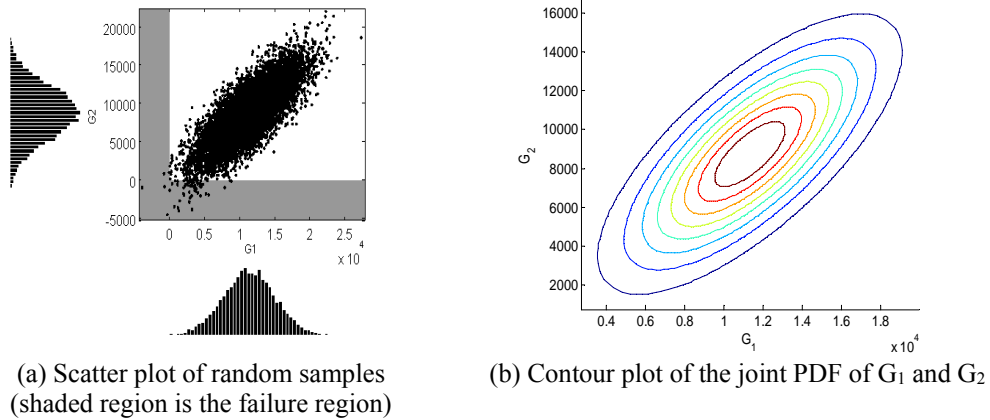 20000
15000
10000
5000
0
-5000
G2
0 0.5 1 1.5 2 2.5
G1
x 10^4
(a) Scatter plot of random samples
(shaded region is the failure region)
16000
14000
12000
10000
8000
6000
4000
2000
G2
0.4 0.6 0.8 1 1.2 1.4 1.6 1.8
G1
x 10^4
(b) Contour plot of the joint PDF of G1 and G2